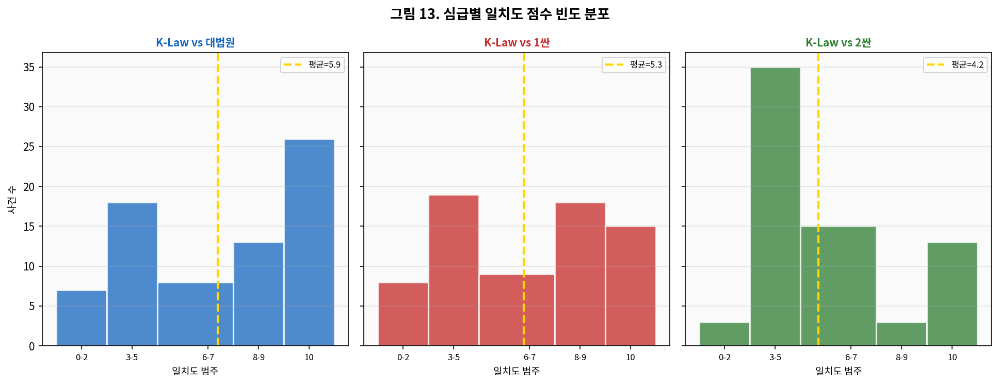 그림 13. 심급별 일치도 점수 빈도 분포
K-Law vs 대법원
평균=5.9
사건 수
35
30
25
20
15
10
5
0
0-2 3-5 6-7 8-9 10
일치도 범주
K-Law vs 1싼
평균=5.3
0-2 3-5 6-7 8-9 10
일치도 범주
K-Law vs 2싼
평균=4.2
0-2 3-5 6-7 8-9 10
일치도 범주